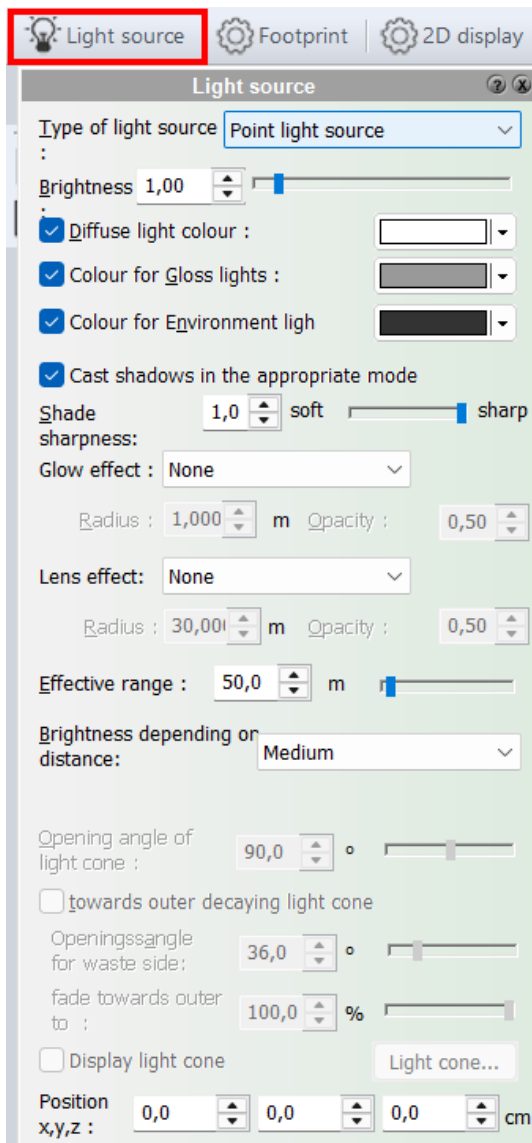 Light source Footprint 2D display
Light source ? x
Type of light source Point light source
:
Brightness 1,00
:
Diffuse light colour :
Colour for Gloss lights :
Colour for Environment ligh
Cast shadows in the appropriate mode
Shade 1,0 soft sharp
sharpness:
Glow effect : None
Radius : 1,000 m Opacity : 0,50
Lens effect: None
Radius : 30,000 m Opacity : 0,50
Effective range : 50,0 m
Brightness depending on
distance: Medium
Opening angle of
light cone : 90,0 °
towards outer decaying light cone
Openingssangle
for waste side: 36,0 °
fade towards outer
to : 100,0 %
Display light cone Light cone...
Position
x,y,z : 0,0 0,0 0,0 cm